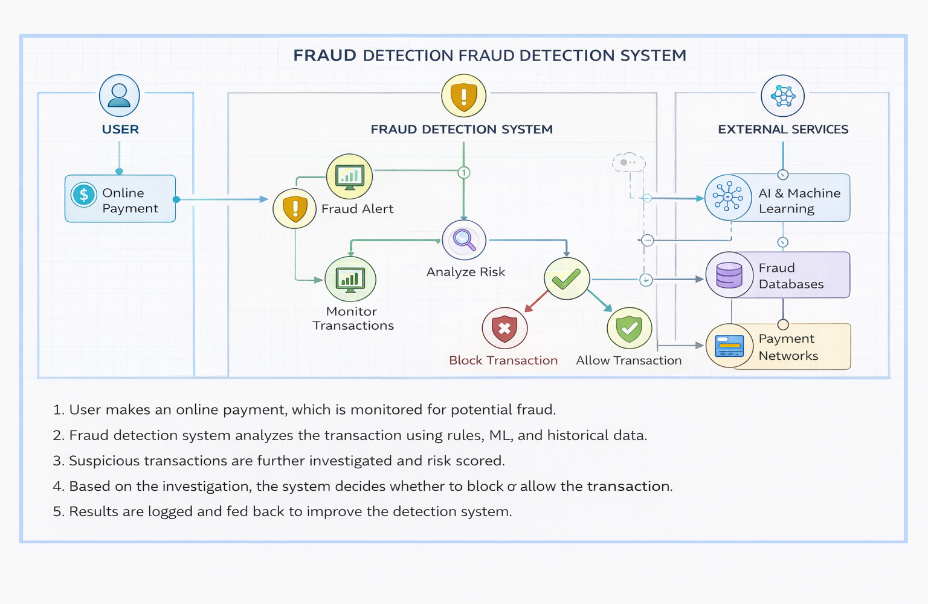 FRAUD DETECTION FRAUD DETECTION SYSTEM
USER
Online
Payment
$
FRAUD DETECTION SYSTEM
1
Fraud Alert
Analyze Risk
Monitor
Transactions
Block Transaction
Allow Transaction
EXTERNAL SERVICES
AI & Machine
Learning
Fraud
Databases
Payment
Networks
1. User makes an online payment, which is monitored for potential fraud.
2. Fraud detection system analyzes the transaction using rules, ML, and historical data.
3. Suspicious transactions are further investigated and risk scored.
4. Based on the investigation, the system decides whether to block or allow the transaction.
5. Results are logged and fed back to improve the detection system.